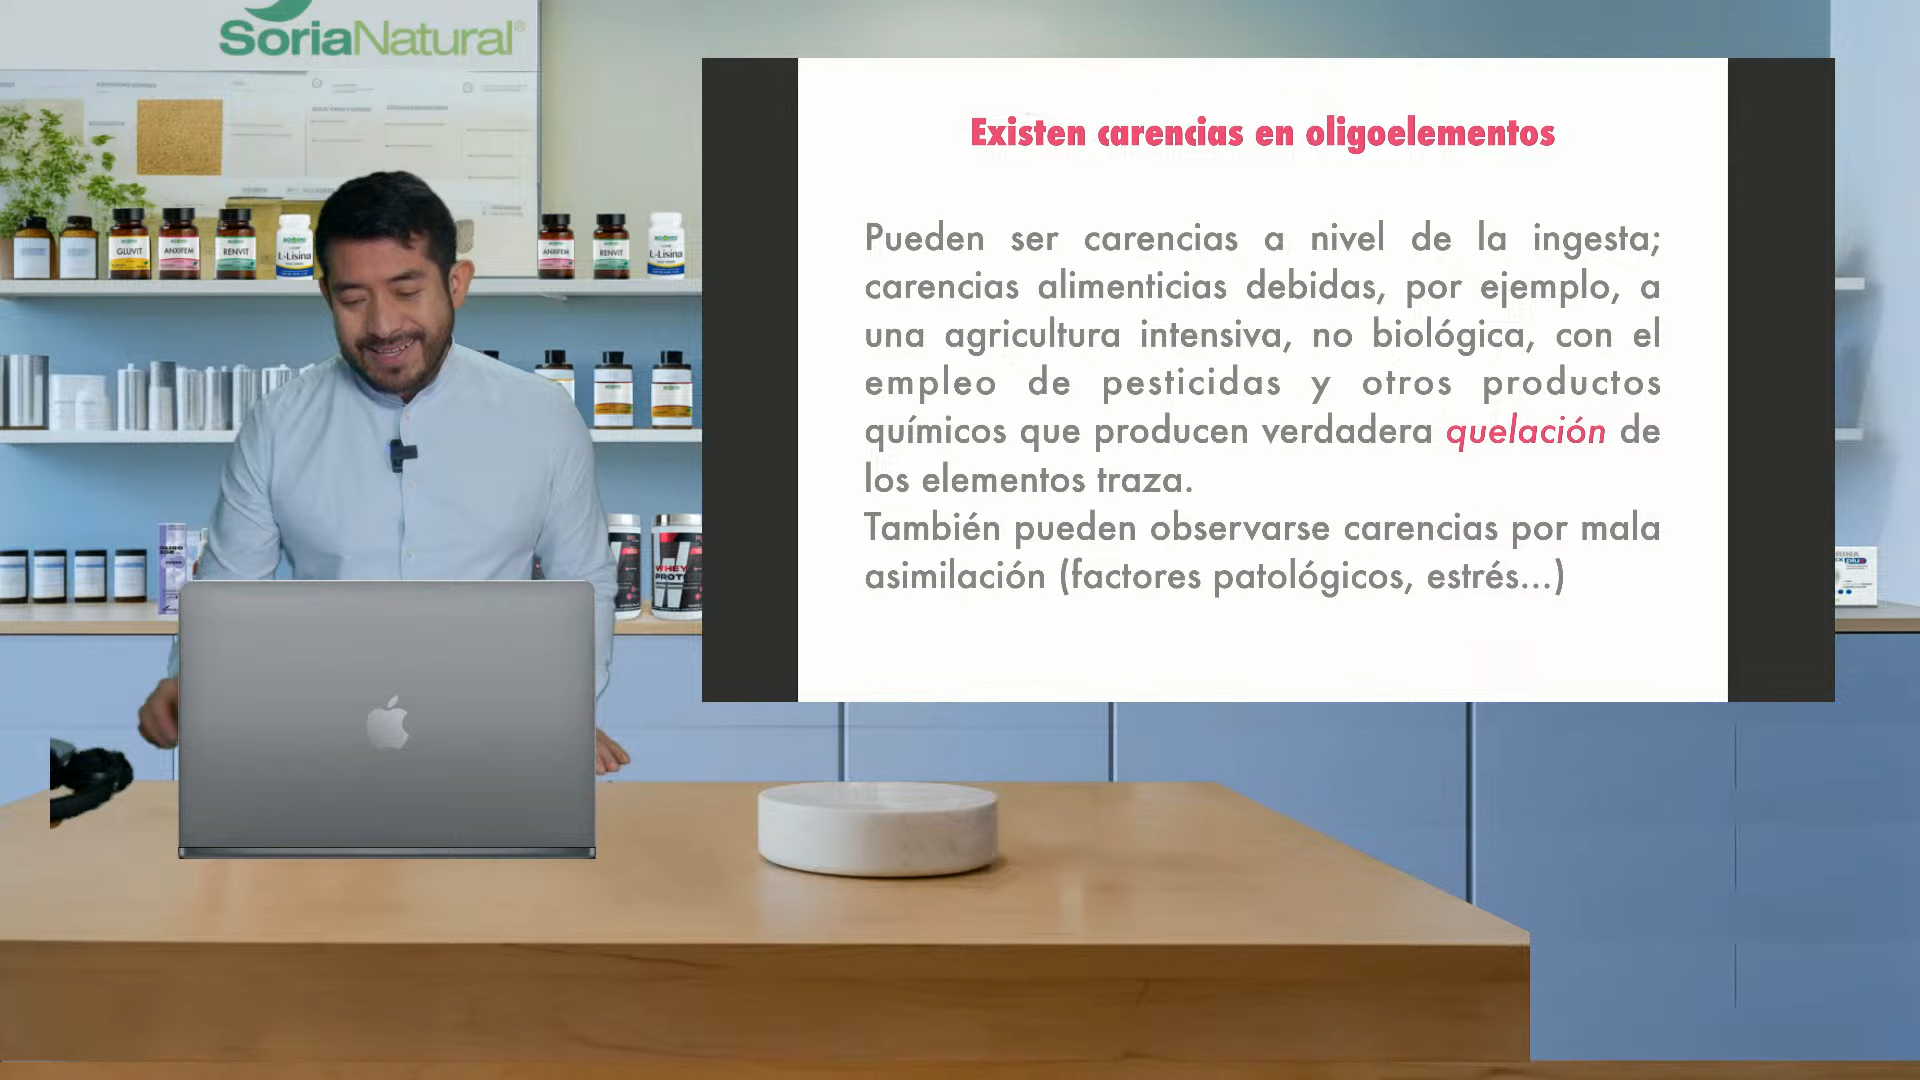 SoriaNatural®
Existen carencias en oligoelementos
Pueden ser carencias a nivel de la ingesta;
carencias alimenticias debidas, por ejemplo, a
una agricultura intensiva, no biológica, con el
empleo de pesticidas y otros productos
químicos que producen verdadera quelación de
los elementos traza.
También pueden observarse carencias por mala
asimilación (factores patológicos, estrés...)
GLUVIT
ANXIFEM
RENVIT
L-Lisina
ANXIFEM
RENVIT
L-Lisina
WHEY